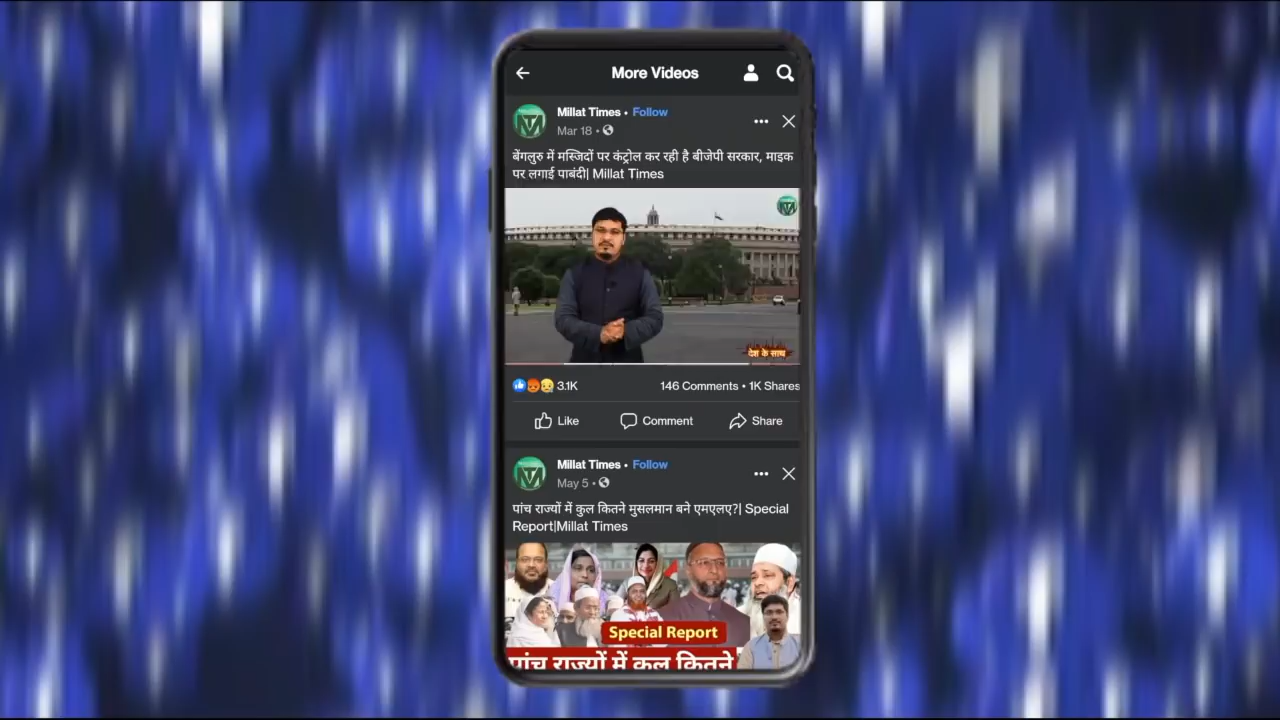 More Videos
Millat Times • Follow
Mar 18 •
बेंगलुरु में मस्जिदों पर कंट्रोल कर रही है बीजेपी सरकार, माइक
पर लगाई पाबंदी| Millat Times
देश के साथ
3.1K
146 Comments • 1K Shares
Like
Comment
Share
Millat Times • Follow
May 5 •
पांच राज्यों में कुल कितने मुसलमान बने एमएलए?| Special
Report|Millat Times
Special Report
पांच राज्यों में कुल कितने